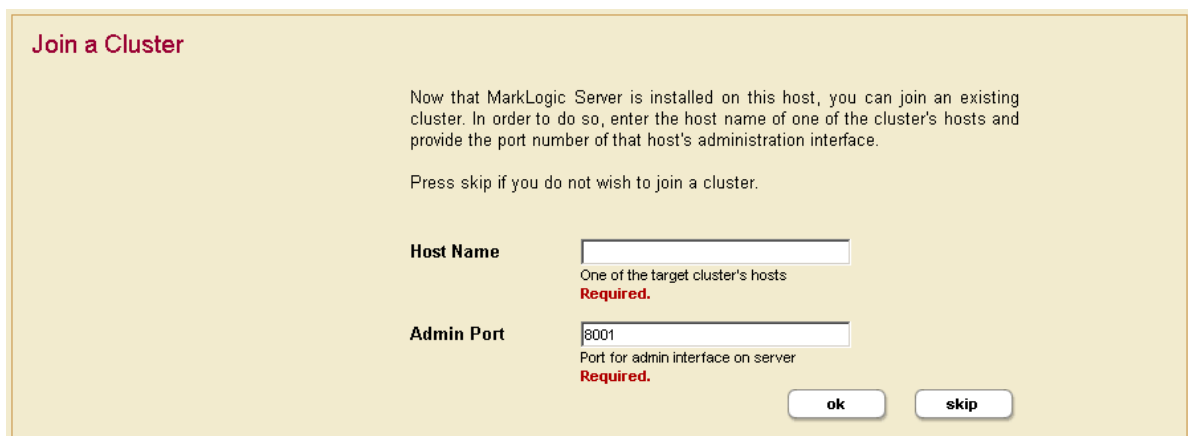 Join a Cluster
Now that MarkLogic Server is installed on this host, you can join an existing
cluster. In order to do so, enter the host name of one of the cluster's hosts and
provide the port number of that host's administration interface.
Press skip if you do not wish to join a cluster.
Host Name
One of the target cluster's hosts
Required.
Admin Port 8001
Port for admin interface on server
Required.
ok skip